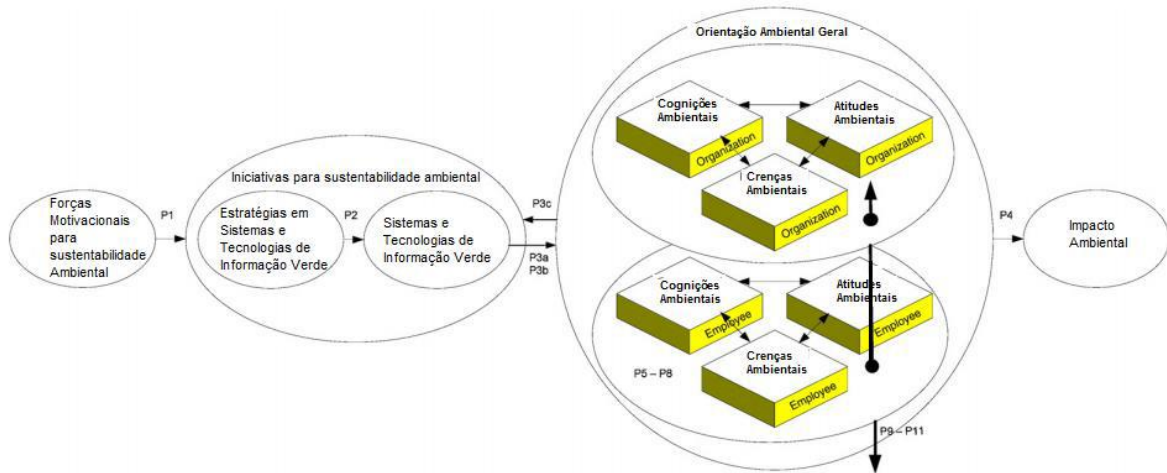 Orientação Ambiental Geral
Cognições
Ambientais
Organization
Atitudes
Ambientais
Organization
Crenças
Ambientais
Organization
Iniciativas para sustentabilidade ambiental
Forças
Motivacionais
para
sustentabilidade
Ambiental
P1
Estratégias em
Sistemas e
Tecnologias de
Informação Verde
P2
Sistemas e
Tecnologias de
Informação Verde
P3c
P3a
P3b
P4
Impacto
Ambiental
Cognições
Ambientais
Employee
Atitudes
Ambientais
Employee
Crenças
Ambientais
Employee
P5 – P8
P9 – P11